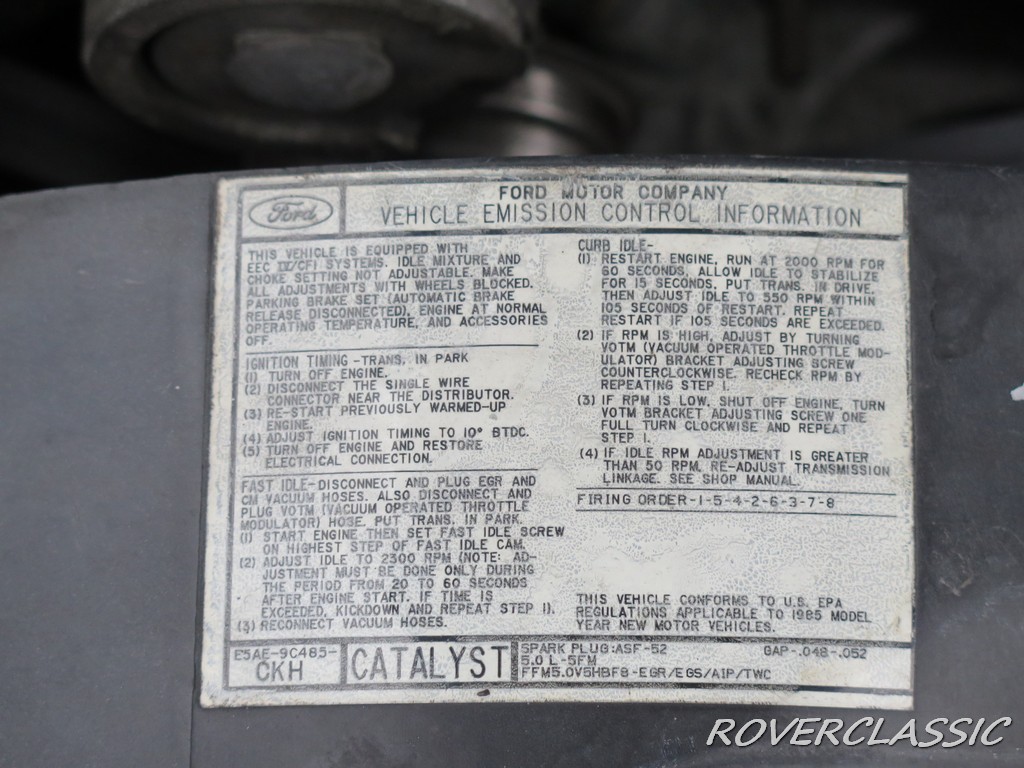 Ford
FORD MOTOR COMPANY
VEHICLE EMISSION CONTROL INFORMATION
THIS VEHICLE IS EQUIPPED WITH
EEC IV/CFI SYSTEMS. IDLE MIXTURE AND
CHOKE SETTING NOT ADJUSTABLE. MAKE
ALL ADJUSTMENTS WITH WHEELS BLOCKED,
PARKING BRAKE SET (AUTOMATIC BRAKE
RELEASE DISCONNECTED), ENGINE AT NORMAL
OPERATING TEMPERATURE, AND ACCESSORIES
OFF.
IGNITION TIMING -TRANS. IN PARK
(1) TURN OFF ENGINE.
(2) DISCONNECT THE SINGLE WIRE
CONNECTOR NEAR THE DISTRIBUTOR.
(3) RE-START PREVIOUSLY WARMED-UP
ENGINE.
(4) ADJUST IGNITION TIMING TO 10° BTDC.
(5) TURN OFF ENGINE AND RESTORE
ELECTRICAL CONNECTION.
FAST IDLE-DISCONNECT AND PLUG EGR AND
CM VACUUM HOSES. ALSO DISCONNECT AND
PLUG VOTM (VACUUM OPERATED THROTTLE
MODULATOR) HOSE. PUT TRANS. IN PARK.
(1) START ENGINE THEN SET FAST IDLE SCREW
ON HIGHEST STEP OF FAST IDLE CAM.
(2) ADJUST IDLE TO 2300 RPM (NOTE: AD-
JUSTMENT MUST BE DONE ONLY DURING
THE PERIOD FROM 20 TO 60 SECONDS
AFTER ENGINE START. IF TIME IS
EXCEEDED, KICKDOWN AND REPEAT STEP 1).
(3) RECONNECT VACUUM HOSES.
CURB IDLE-
(1) RESTART ENGINE, RUN AT 2000 RPM FOR
60 SECONDS, ALLOW IDLE TO STABILIZE
FOR 15 SECONDS. PUT TRANS. IN DRIVE,
THEN ADJUST IDLE TO 550 RPM WITHIN
105 SECONDS OF RESTART. REPEAT
RESTART IF 105 SECONDS ARE EXCEEDED.
(2) IF RPM IS HIGH, ADJUST BY TURNING
VOTM (VACUUM OPERATED THROTTLE MOD-
ULATOR) BRACKET ADJUSTING SCREW
COUNTERCLOCKWISE. RECHECK RPM BY
REPEATING STEP 1.
(3) IF RPM IS LOW, SHUT OFF ENGINE, TURN
VOTM BRACKET ADJUSTING SCREW ONE
FULL TURN CLOCKWISE AND REPEAT
STEP 1.
(4) IF IDLE RPM ADJUSTMENT IS GREATER
THAN 50 RPM, RE-ADJUST TRANSMISSION
LINKAGE. SEE SHOP MANUAL.
FIRING ORDER-1-5-4-2-6-3-7-8
THIS VEHICLE CONFORMS TO U.S. EPA
REGULATIONS APPLICABLE TO 1985 MODEL
YEAR NEW MOTOR VEHICLES.
E5AE-9C485-
CKH
CATALYST
SPARK PLUG:ASF-52 GAP-.048-.052
5.0L-5FM
FFM5.0V5HBF8-EGR/EGS/AIP/TWC
ROVERCLASSIC